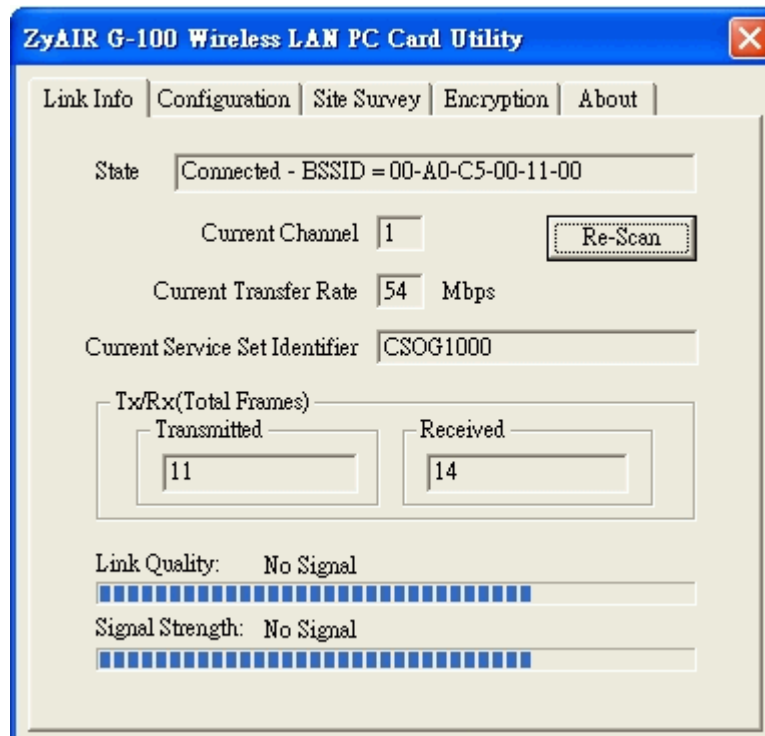 ZyAIR G-100 Wireless LAN PC Card Utility
Link Info Configuration Site Survey Encryption About
State Connected - BSSID = 00-A0-C5-00-11-00
Current Channel 1 Re-Scan
Current Transfer Rate 54 Mbps
Current Service Set Identifier CSOG1000
Tx/Rx(Total Frames)
Transmitted Received
11 14
Link Quality: No Signal
Signal Strength: No Signal